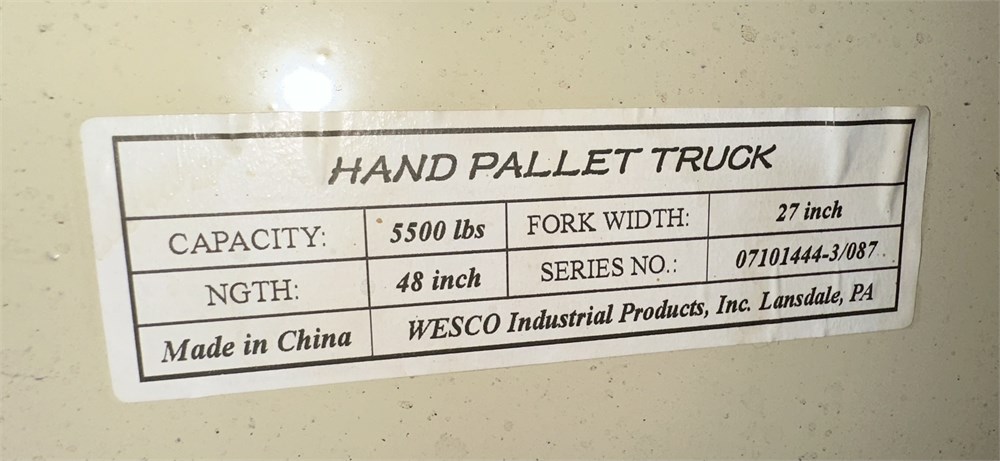 HAND PALLET TRUCK
CAPACITY: 5500 lbs FORK WIDTH: 27 inch
NGTH: 48 inch SERIES NO.: 07101444-3/087
Made in China WESCO Industrial Products, Inc. Lansdale, PA